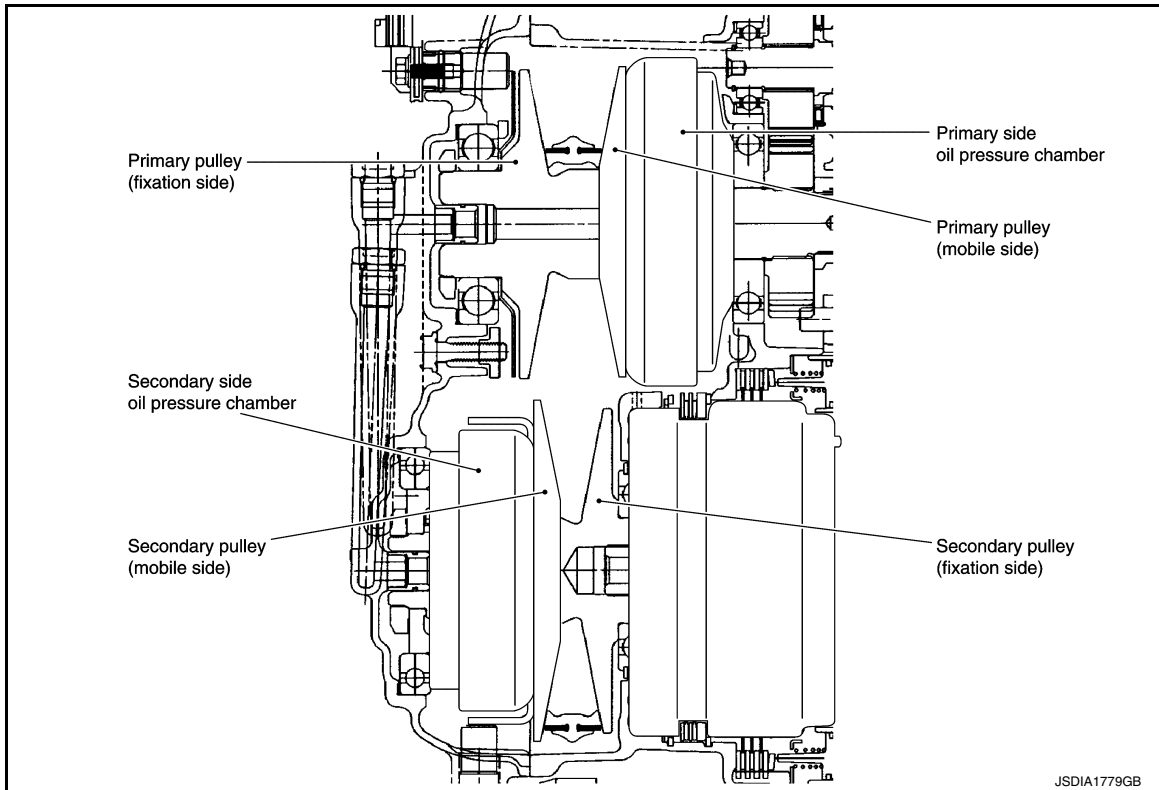 Primary pulley
(fixation side)
Primary side
oil pressure chamber
Primary pulley
(mobile side)
Secondary side
oil pressure chamber
Secondary pulley
(mobile side)
Secondary pulley
(fixation side)
JSDIA1779GB